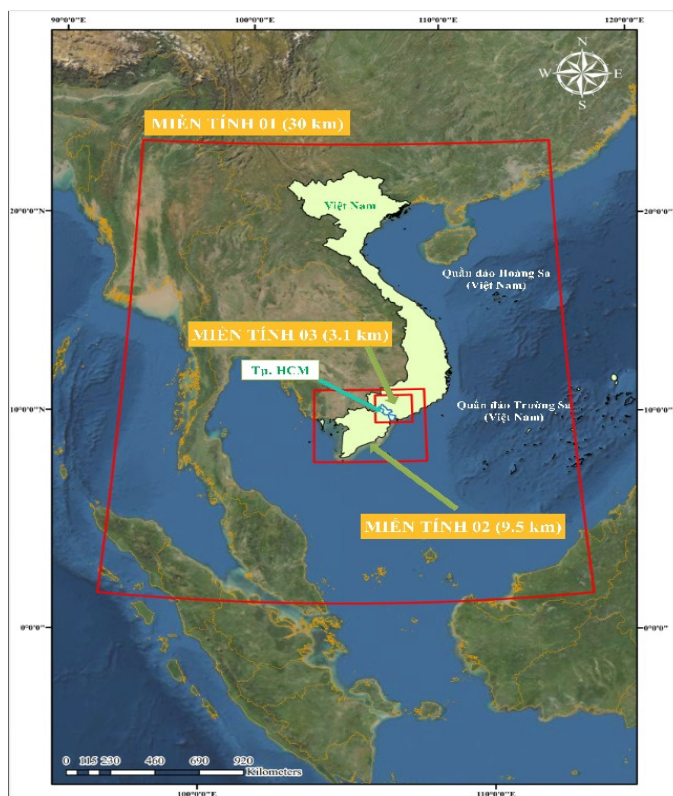 90°0'0"E
100°0'0"E
110°0'0"E
120°0'0"E
N
W E
S
MIỀN TÍNH 01 (30 km)
Việt Nam
20°0'0"N
20°0'0"N
Quần đảo Hoàng Sa
(Việt Nam)
MIỀN TÍNH 03 (3.1 km)
Tp. HCM
10°0'0"N
10°0'0"N
Quần đảo Trường Sa
(Việt Nam)
MIỀN TÍNH 02 (9.5 km)
0°0'0"
0°0'0"
0 115 230 460 690 920
Kilometers
100°0'0"E
110°0'0"E